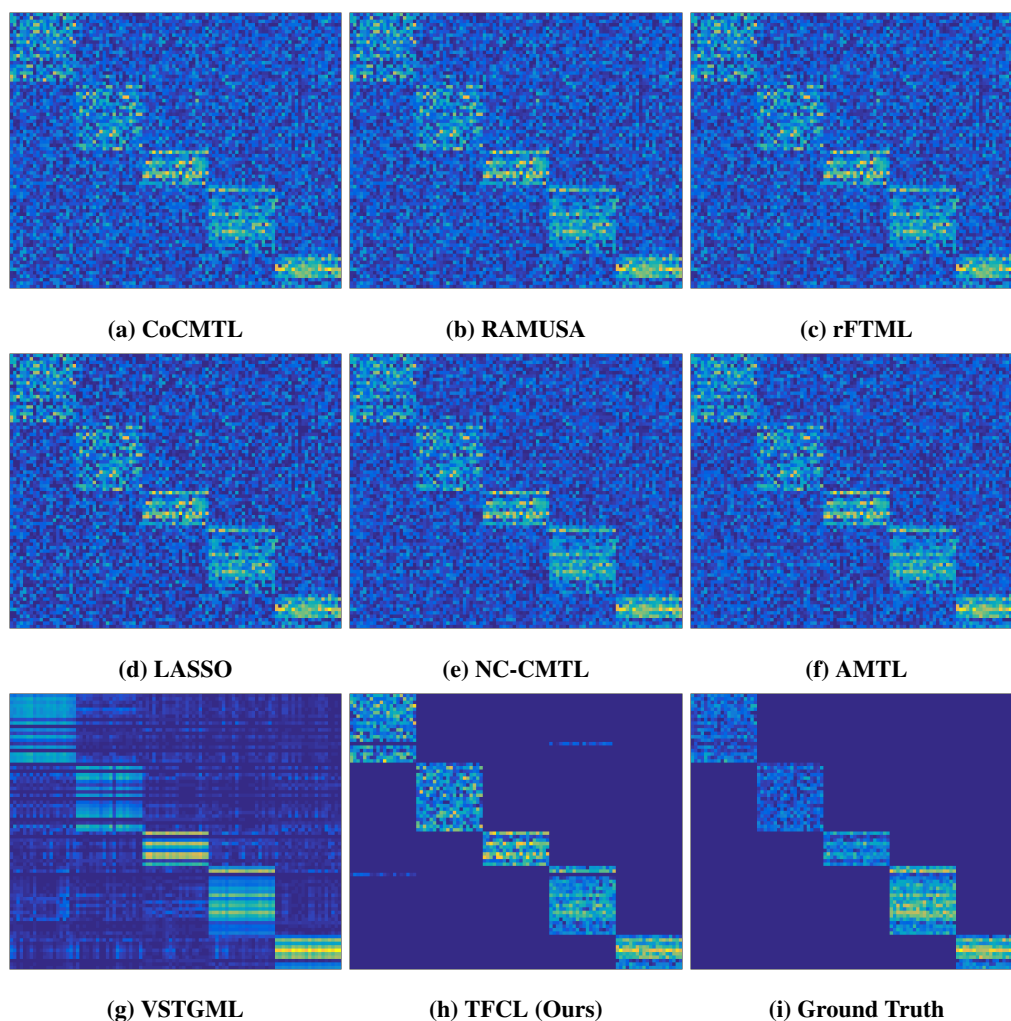 (a) CoCMTL
(b) RAMUSA
(c) rFTML
(d) LASSO
(e) NC-CMTL
(f) AMTL
(g) VSTGML
(h) TFCL (Ours)
(i) Ground Truth